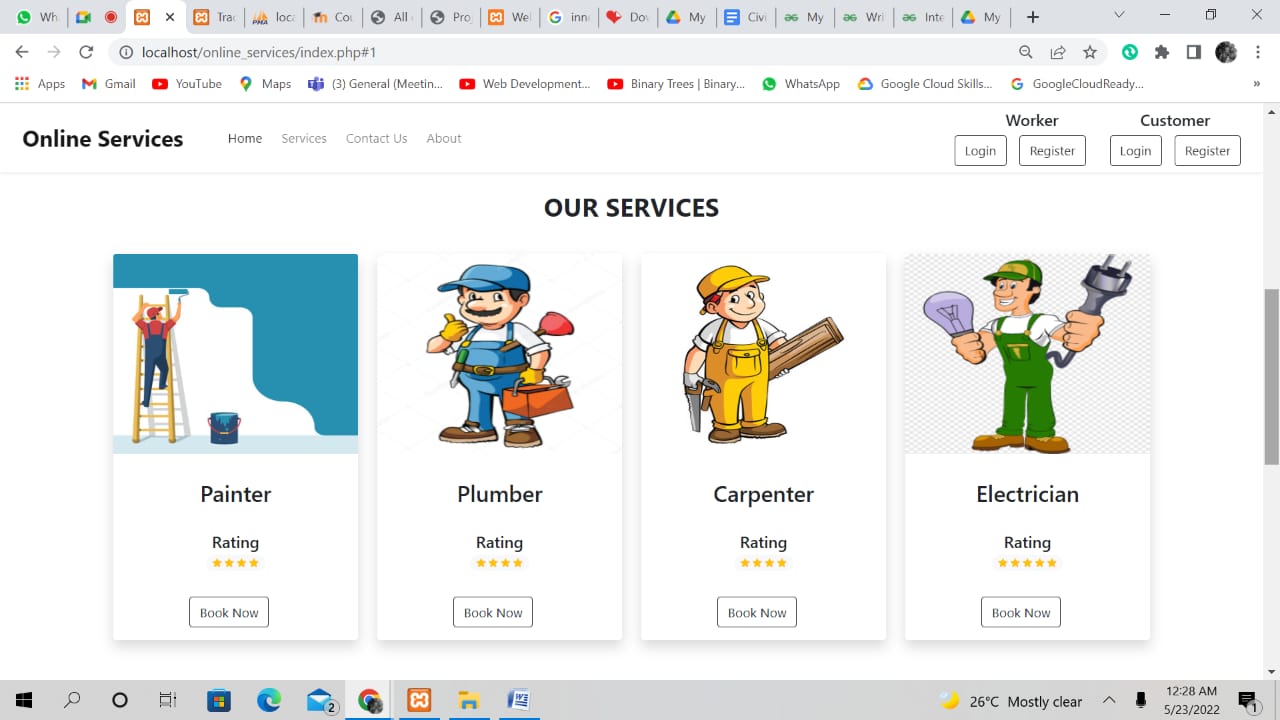 Wh
Tra
loca
Cou
All
Pro
Wel
inne
Dov
My
Civi
My
Wri
Inte
My
localhost/online_services/index.php#1
Apps
Gmail
YouTube
Maps
(3) General (Meetin...
Web Development...
Binary Trees | Binary...
WhatsApp
Google Cloud Skills...
GoogleCloudReady...
»
Online Services
Home
Services
Contact Us
About
Worker
Customer
Login
Register
Login
Register
OUR SERVICES
Painter
Plumber
Carpenter
Electrician
Rating
Rating
Rating
Rating
Book Now
Book Now
Book Now
Book Now
2
26°C Mostly clear
12:28 AM
5/23/2022
1